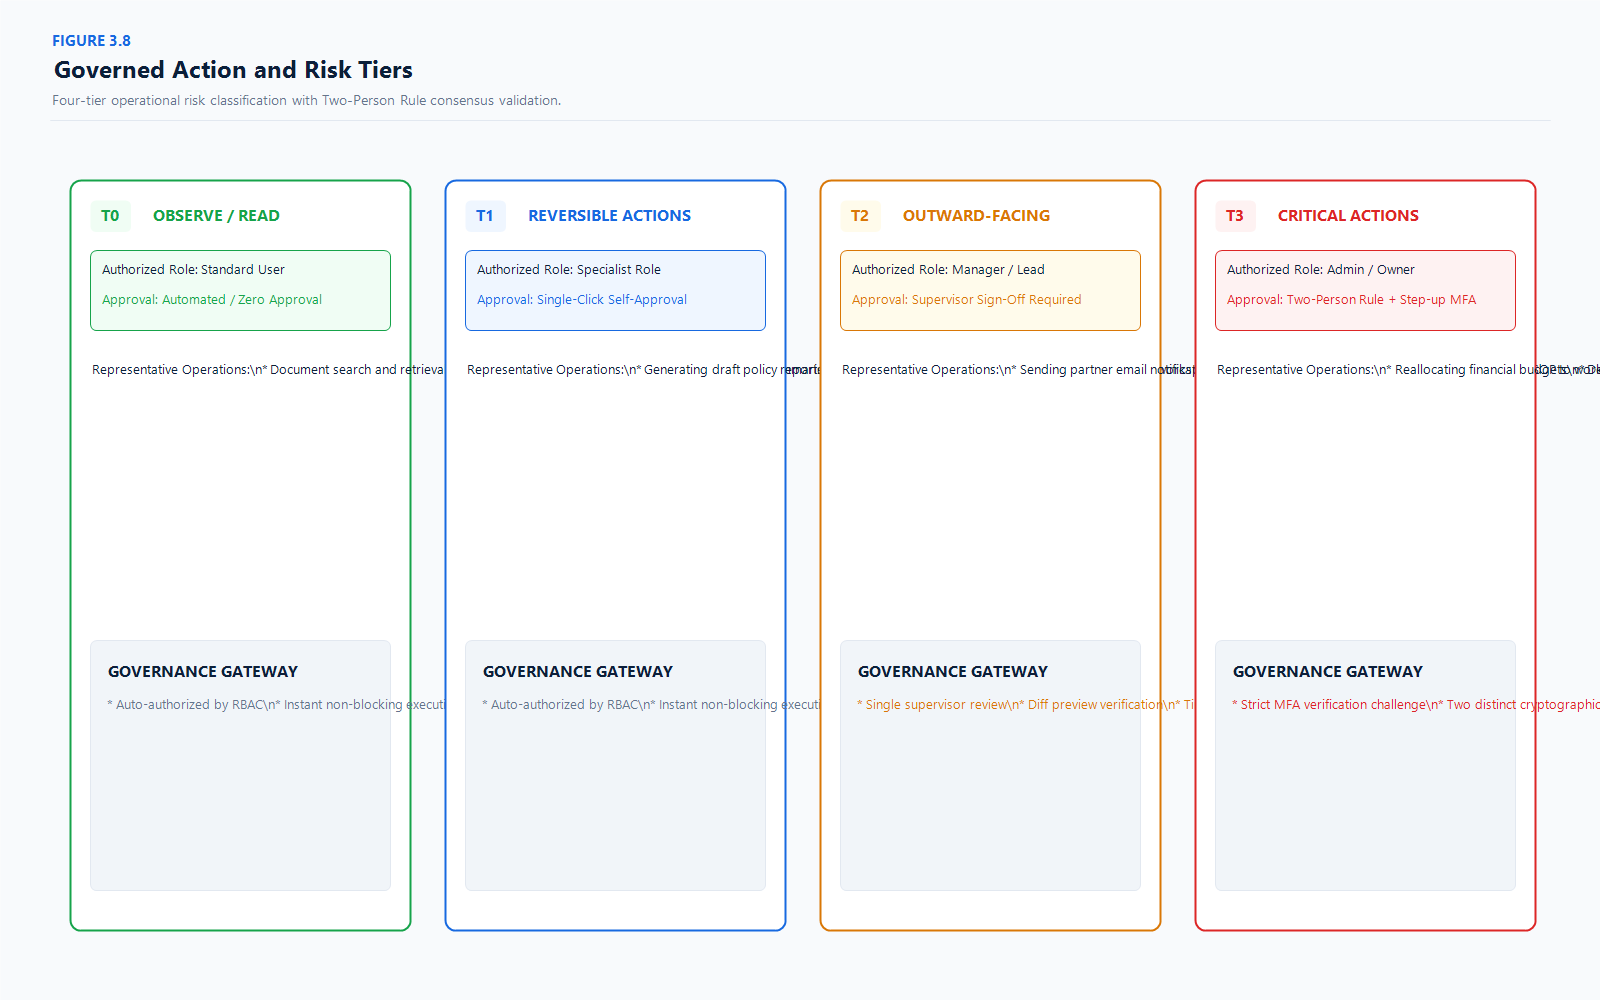 FIGURE 3.8
Governed Action and Risk Tiers
Four-tier operational risk classification with Two-Person Rule consensus validation.
T0 OBSERVE / READ
Authorized Role: Standard User
Approval: Automated / Zero Approval
Representative Operations:\n* Document search and retrieva
GOVERNANCE GATEWAY
* Auto-authorized by RBAC\n* Instant non-blocking executi
T1 REVERSIBLE ACTIONS
Authorized Role: Specialist Role
Approval: Single-Click Self-Approval
Representative Operations:\n* Generating draft policy
GOVERNANCE GATEWAY
* Auto-authorized by RBAC\n* Instant non-blocking executi
T2 OUTWARD-FACING
Authorized Role: Manager / Lead
Approval: Supervisor Sign-Off Required
Representative Operations:\n* Sending partner email
GOVERNANCE GATEWAY
* Single supervisor review\n* Diff preview verification\n* Ti
T3 CRITICAL ACTIONS
Authorized Role: Admin / Owner
Approval: Two-Person Rule + Step-up MFA
Representative Operations:\n* Reallocating financial
GOVERNANCE GATEWAY
* Strict MFA verification challenge\n* Two distinct cryptographic